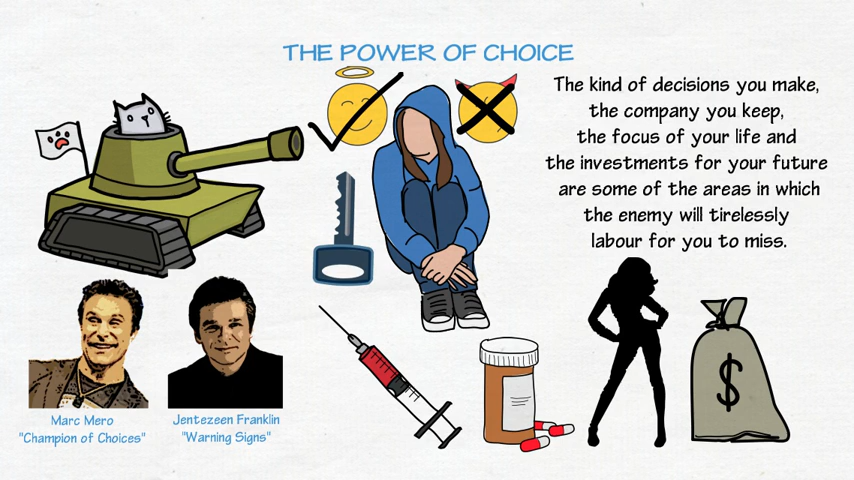 THE POWER OF CHOICE
The kind of decisions you make,
the company you keep,
the focus of your life and
the investments for your future
are some of the areas in which
the enemy will tirelessly
labour for you to miss.
$
Marc Mero
"Champion of Choices"
Jentezeen Franklin
"Warning Signs"